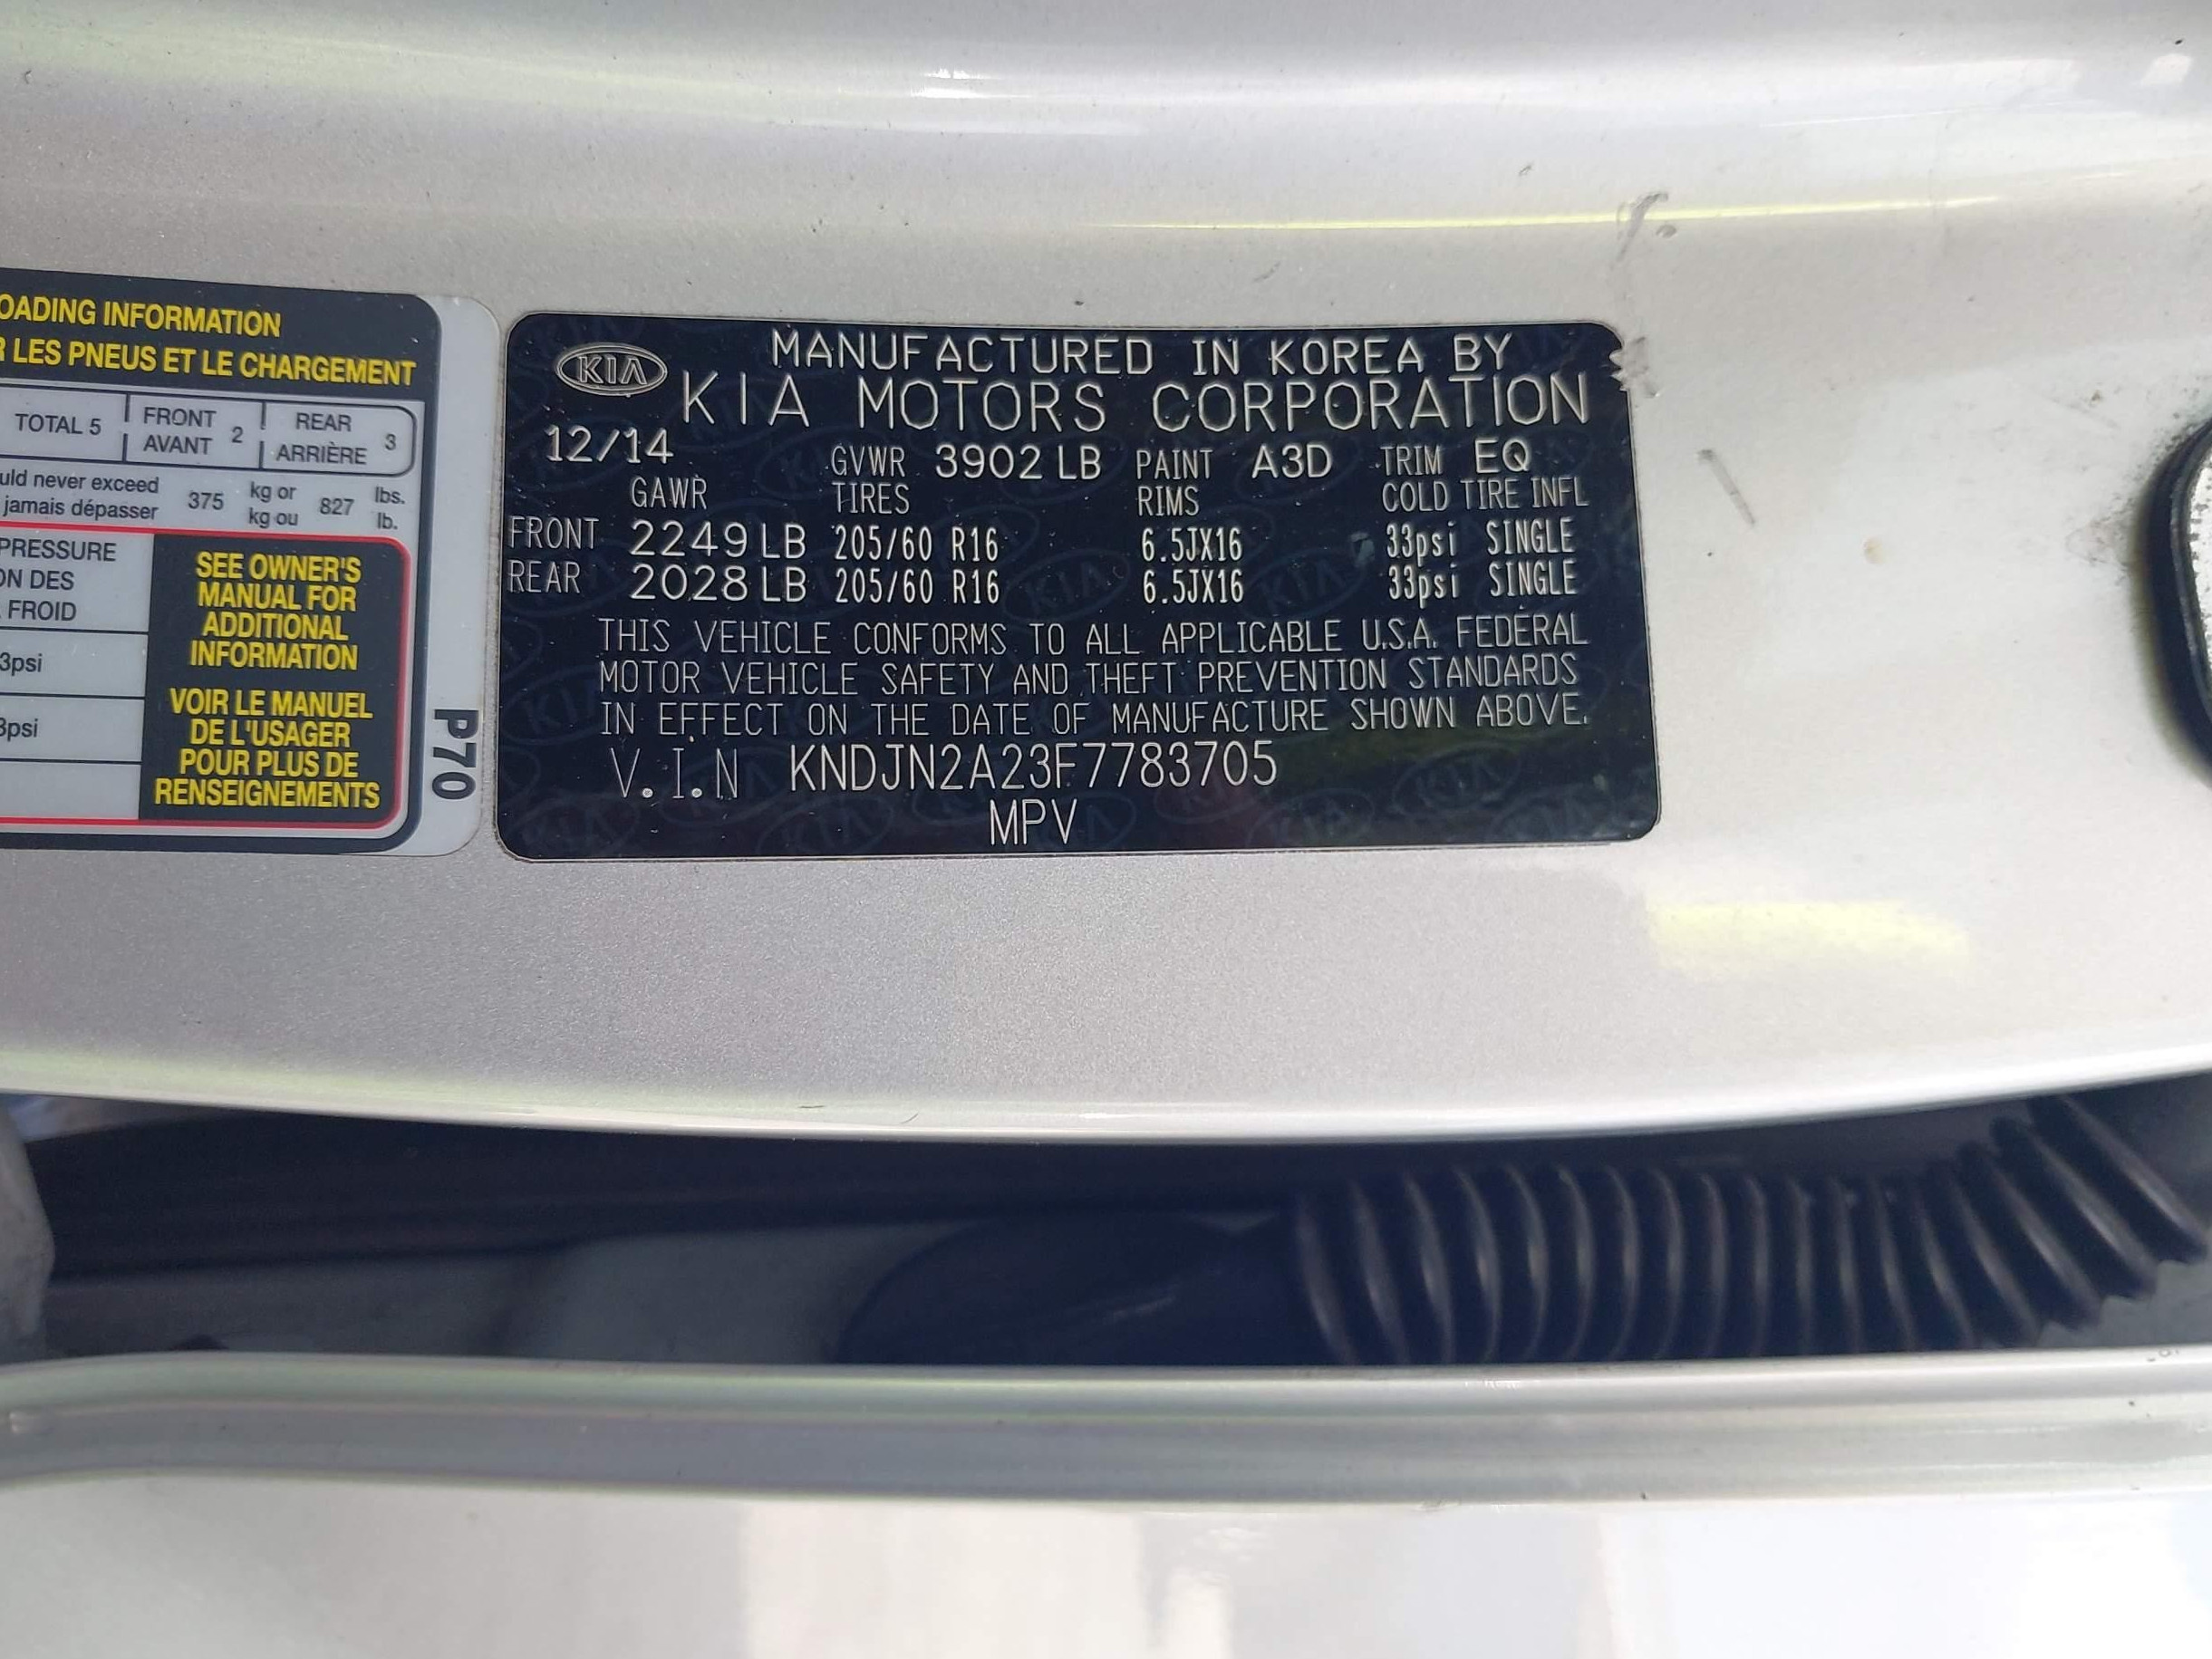 OADING INFORMATION
R LES PNEUS ET LE CHARGEMENT
TOTAL 5
FRONT
AVANT
2
REAR
ARRIÈRE
3
uld never exceed
jamais dépasser
375
kg or
kg ou
827
lbs.
lb.
PRESSURE
ON DES
FROID
3psi
3psi
SEE OWNER'S
MANUAL FOR
ADDITIONAL
INFORMATION
VOIR LE MANUEL
DE L'USAGER
POUR PLUS DE
RENSEIGNEMENTS
P70
KIA
MANUFACTURED IN KOREA BY
KIA MOTORS CORPORATION
12/14
GVWR 3902 LB PAINT A3D TRIM EQ
GAWR TIRES RIMS COLD TIRE INFL
FRONT 2249 LB 205/60 R16 6.5JX16 33psi SINGLE
REAR 2028 LB 205/60 R16 6.5JX16 33psi SINGLE
THIS VEHICLE CONFORMS TO ALL APPLICABLE U.S.A. FEDERAL
MOTOR VEHICLE SAFETY AND THEFT PREVENTION STANDARDS
IN EFFECT ON THE DATE OF MANUFACTURE SHOWN ABOVE.
V.I.N KNDJN2A23F7783705
MPV